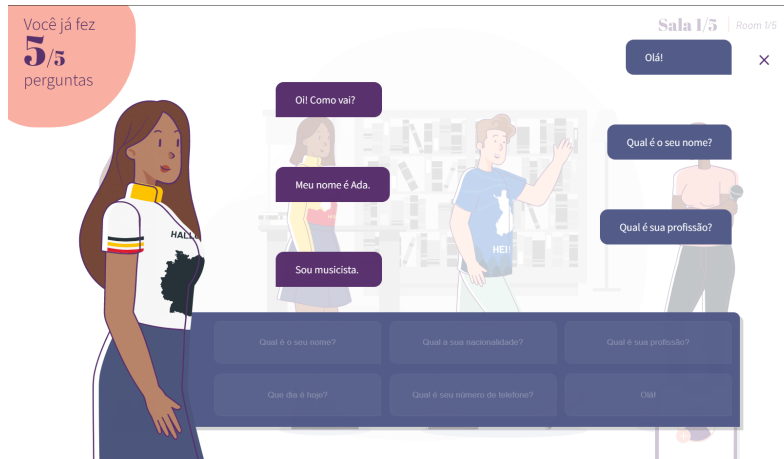 Você já fez
5/5
perguntas
Sala 1/5 | Room 1/5
Olá!
Oi! Como vai?
Qual é o seu nome?
Meu nome é Ada.
Qual é sua profissão?
Sou musicista.
HALLO
HEI!
Qual é o seu nome?
Qual a sua nacionalidade?
Qual é sua profissão?
Que dia é hoje?
Qual é seu número de telefone?
Olá!